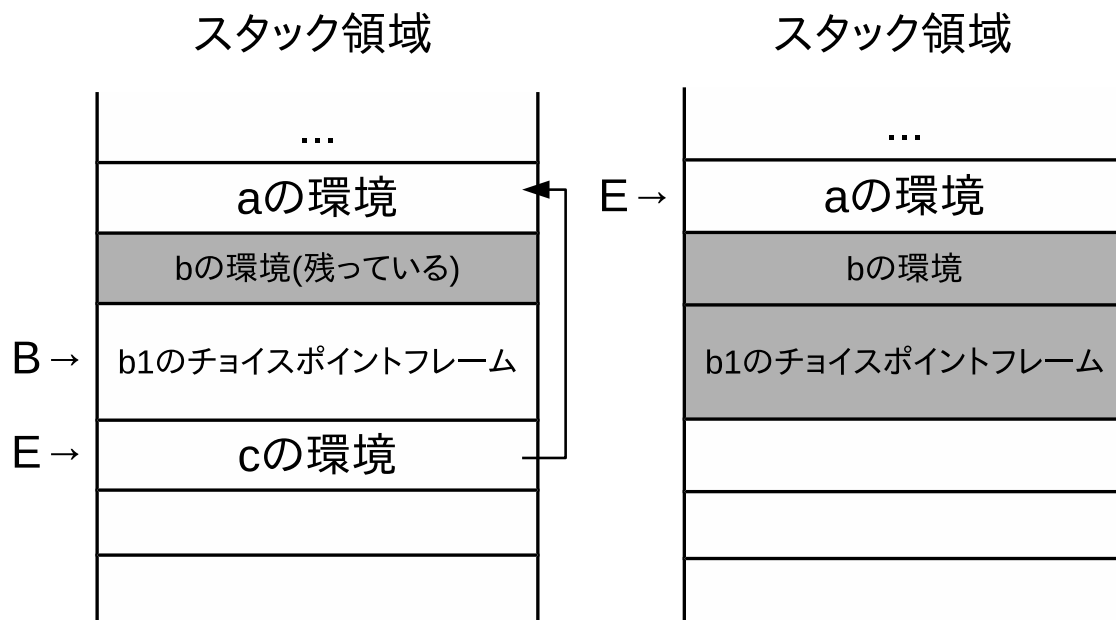 スタック領域
...
aの環境
bの環境(残っている)
B→
b1のチョイスポイントフレーム
E→
cの環境
スタック領域
...
E→
aの環境
bの環境
b1のチョイスポイントフレーム